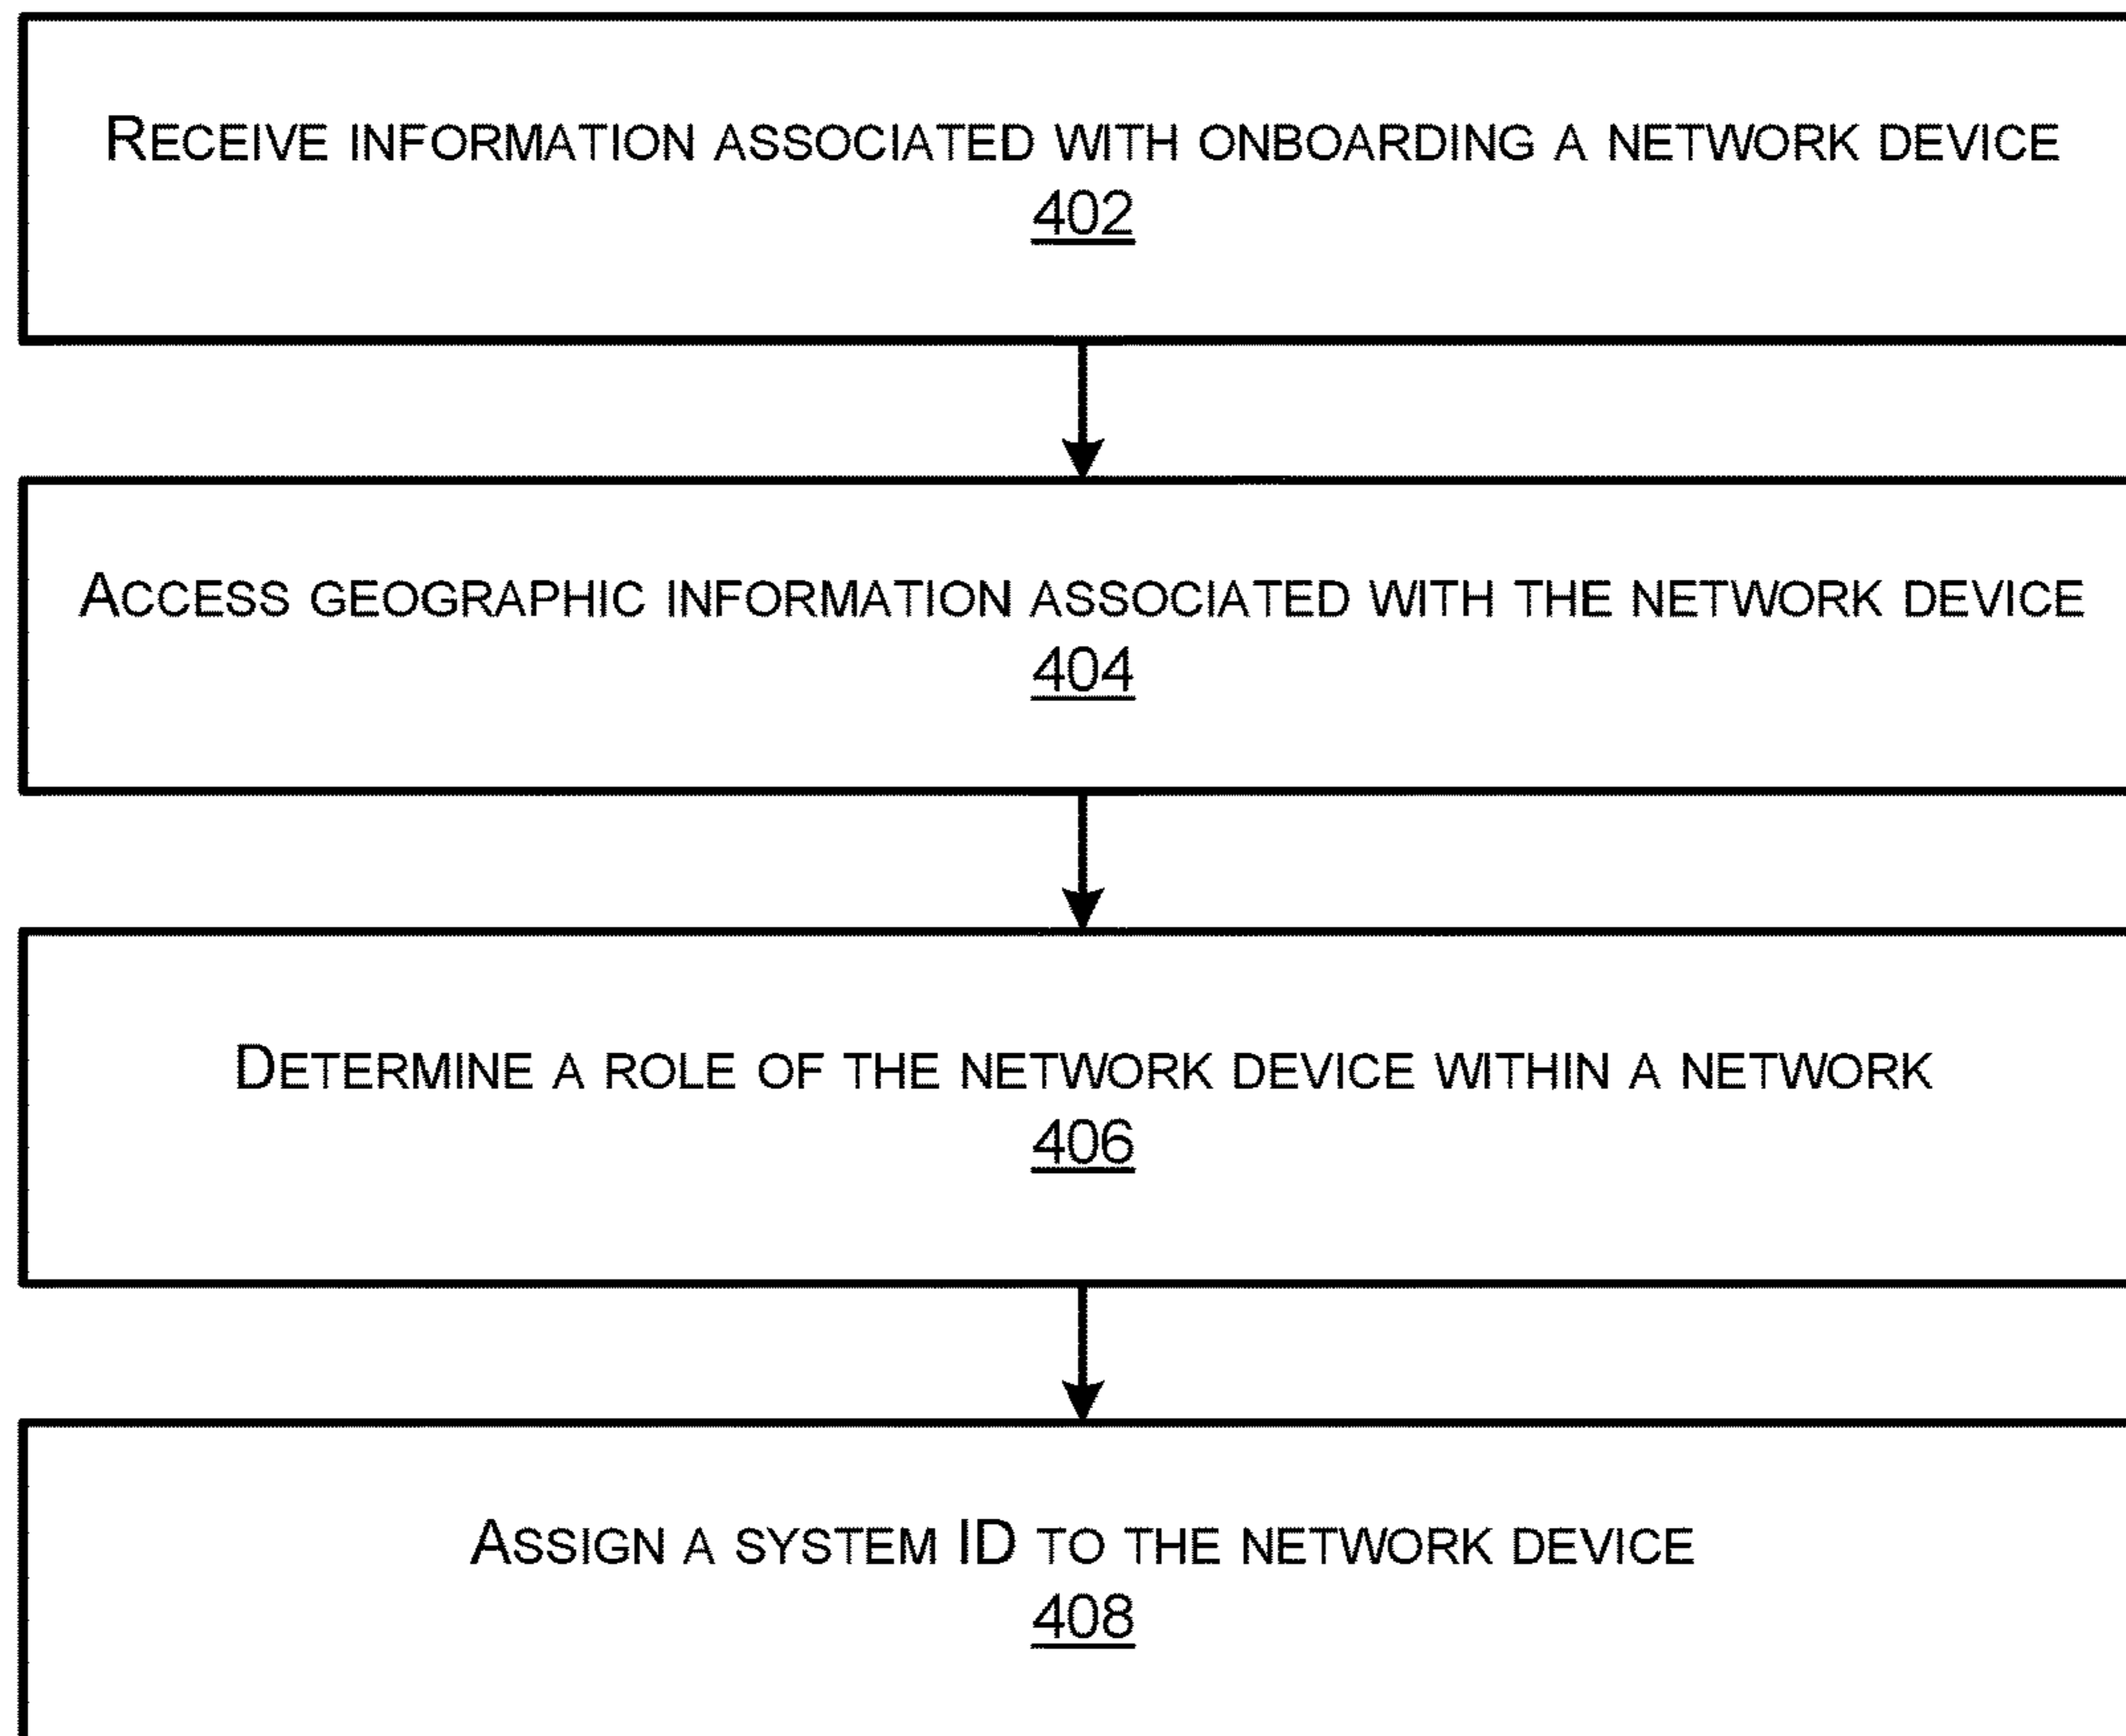 RECEIVE INFORMATION ASSOCIATED WITH ONBOARDING A NETWORK DEVICE
402
ACCESS GEOGRAPHIC INFORMATION ASSOCIATED WITH THE NETWORK DEVICE
404
DETERMINE A ROLE OF THE NETWORK DEVICE WITHIN A NETWORK
406
ASSIGN A SYSTEM ID TO THE NETWORK DEVICE
408